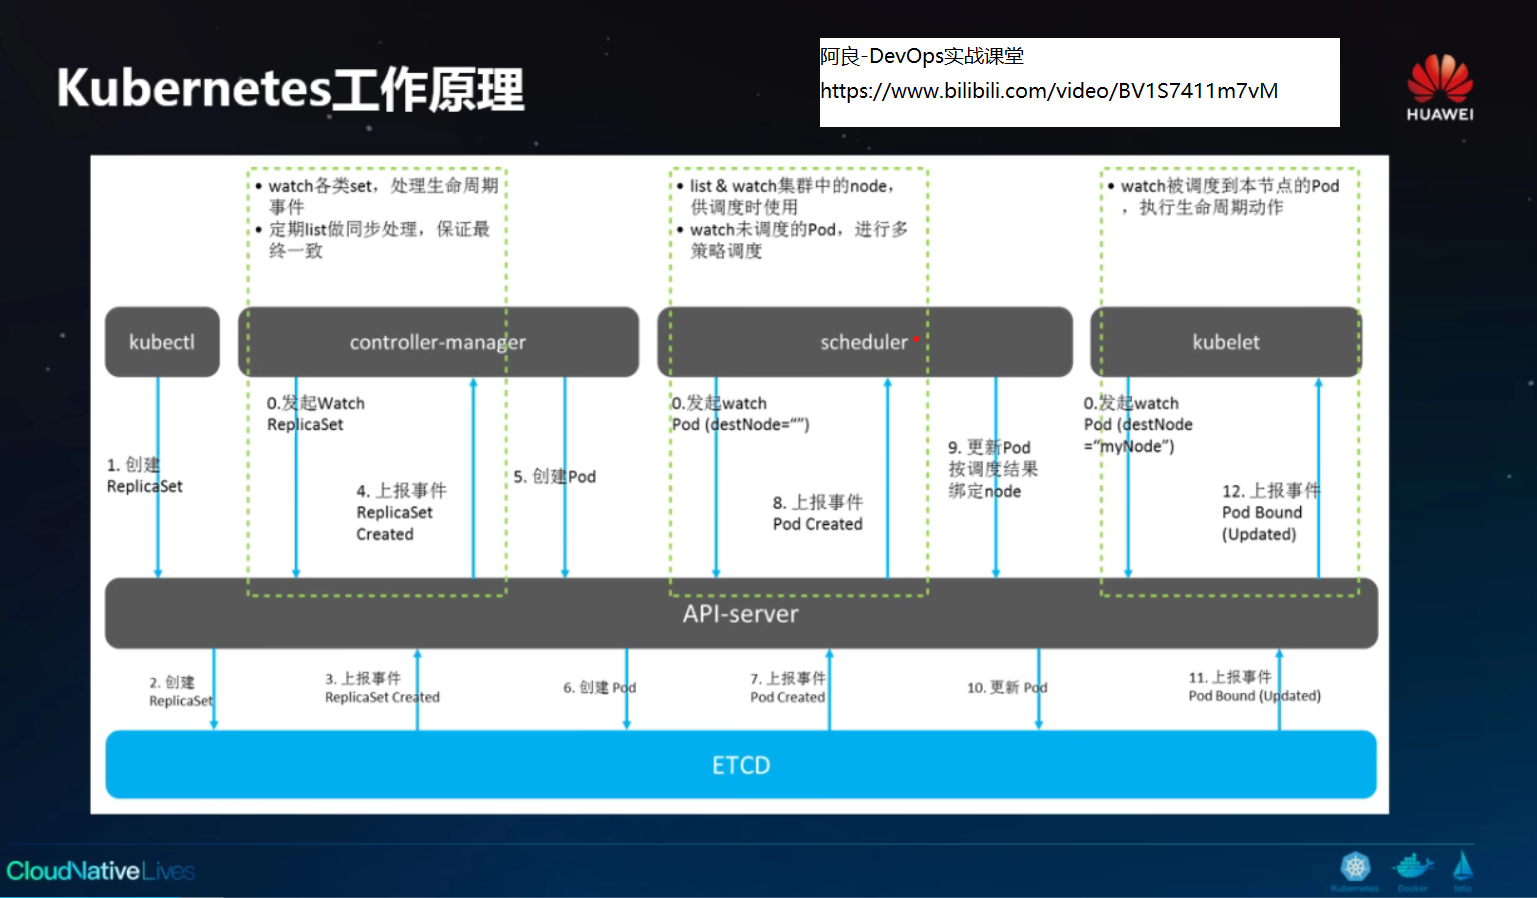 Kubernetes工作原理
阿良-DevOps实战课堂
https://www.bilibili.com/video/BV1S7411m7vM
HUAWEI
• watch各类set，处理生命周期
事件
• 定期list做同步处理，保证最
终一致
• list & watch集群中的node，
供调度时使用
• watch未调度的Pod，进行多
策略调度
• watch被调度到本节点的Pod
，执行生命周期动作
kubectl
controller-manager
scheduler
kubelet
1. 创建
ReplicaSet
0.发起Watch
ReplicaSet
4. 上报事件
ReplicaSet
Created
5. 创建Pod
0.发起watch
Pod (destNode=“”)
8. 上报事件
Pod Created
9. 更新Pod
按调度结果
绑定node
0.发起watch
Pod (destNode
=“myNode”)
12. 上报事件
Pod Bound
(Updated)
API-server
2. 创建
ReplicaSet
3. 上报事件
ReplicaSet Created
6. 创建 Pod
7. 上报事件
Pod Created
10. 更新 Pod
11. 上报事件
Pod Bound (Updated)
ETCD
CloudNativeLives
Kubernetes
Docker
Istio